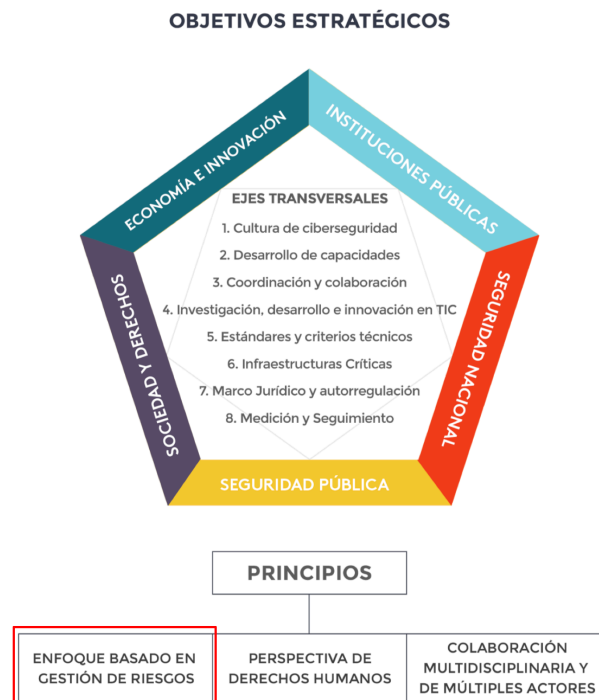 OBJETIVOS ESTRATÉGICOS
ECONOMÍA E INNOVACIÓN
INSTITUCIONES PÚBLICAS
EJES TRANSVERSALES
1. Cultura de ciberseguridad
2. Desarrollo de capacidades
3. Coordinación y colaboración
4. Investigación, desarrollo e innovación en TIC
5. Estándares y criterios técnicos
6. Infraestructuras Críticas
7. Marco Jurídico y autorregulación
8. Medición y Seguimiento
SOCIEDAD Y DERECHOS
SEGURIDAD NACIONAL
SEGURIDAD PÚBLICA
PRINCIPIOS
ENFOQUE BASADO EN
GESTIÓN DE RIESGOS
PERSPECTIVA DE
DERECHOS HUMANOS
COLABORACIÓN
MULTIDISCIPLINARIA Y
DE MÚLTIPLES ACTORES